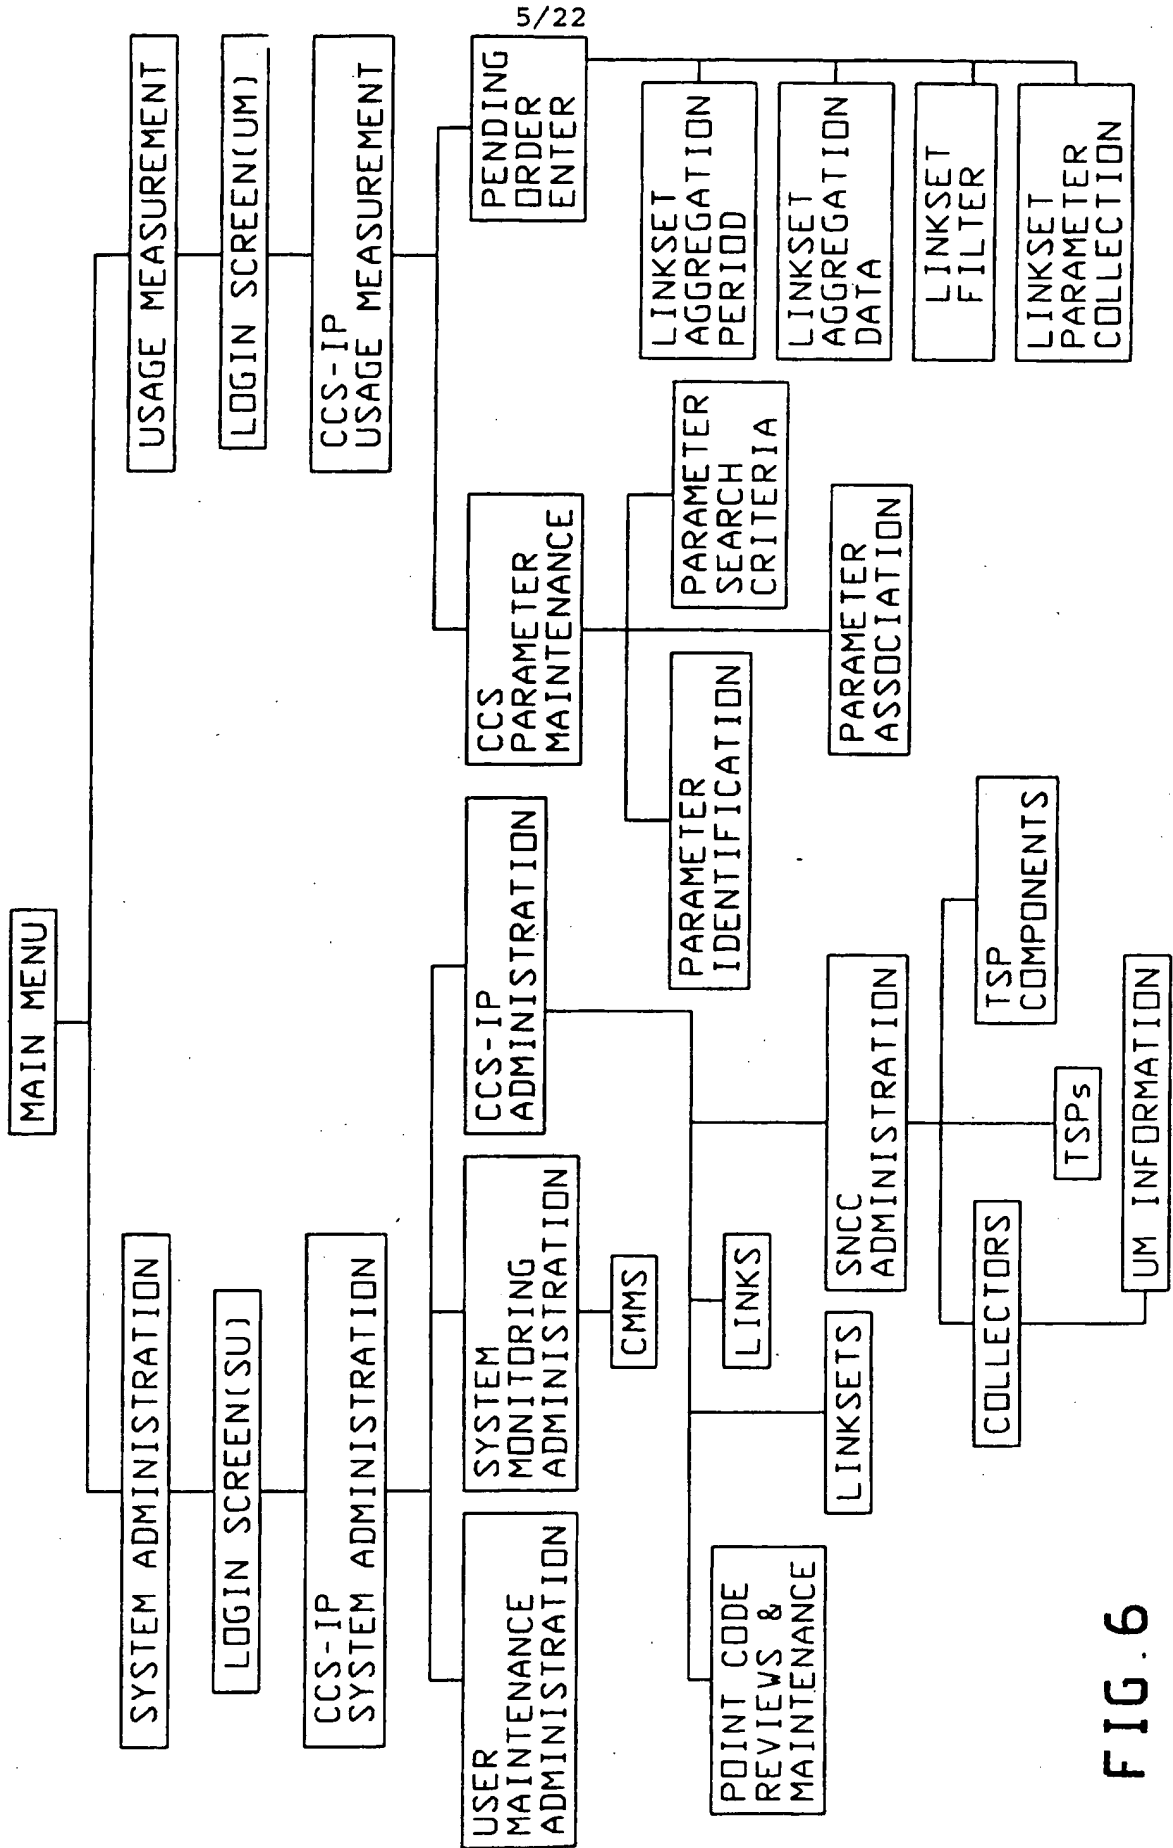 5/22
MAIN MENU
SYSTEM ADMINISTRATION
USAGE MEASUREMENT
LOGIN SCREEN(SU)
LOGIN SCREEN(UM)
CCS-IP
SYSTEM ADMINISTRATION
CCS-IP
USAGE MEASUREMENT
USER
MAINTENANCE
ADMINISTRATION
SYSTEM
MONITORING
ADMINISTRATION
CCS-IP
ADMINISTRATION
CCS
PARAMETER
MAINTENANCE
PENDING
ORDER
ENTER
CMMS
PARAMETER
IDENTIFICATION
PARAMETER
SEARCH
CRITERIA
LINKSET
AGGREGATION
PERIOD
POINT CODE
REVIEWS &
MAINTENANCE
LINKS
LINKSET
AGGREGATION
DATA
LINKSETS
SNCC
ADMINISTRATION
PARAMETER
ASSOCIATION
LINKSET
FILTER
COLLECTORS
TSP
COMPONENTS
LINKSET
PARAMETER
COLLECTION
TSPs
UM INFORMATION
FIG.6